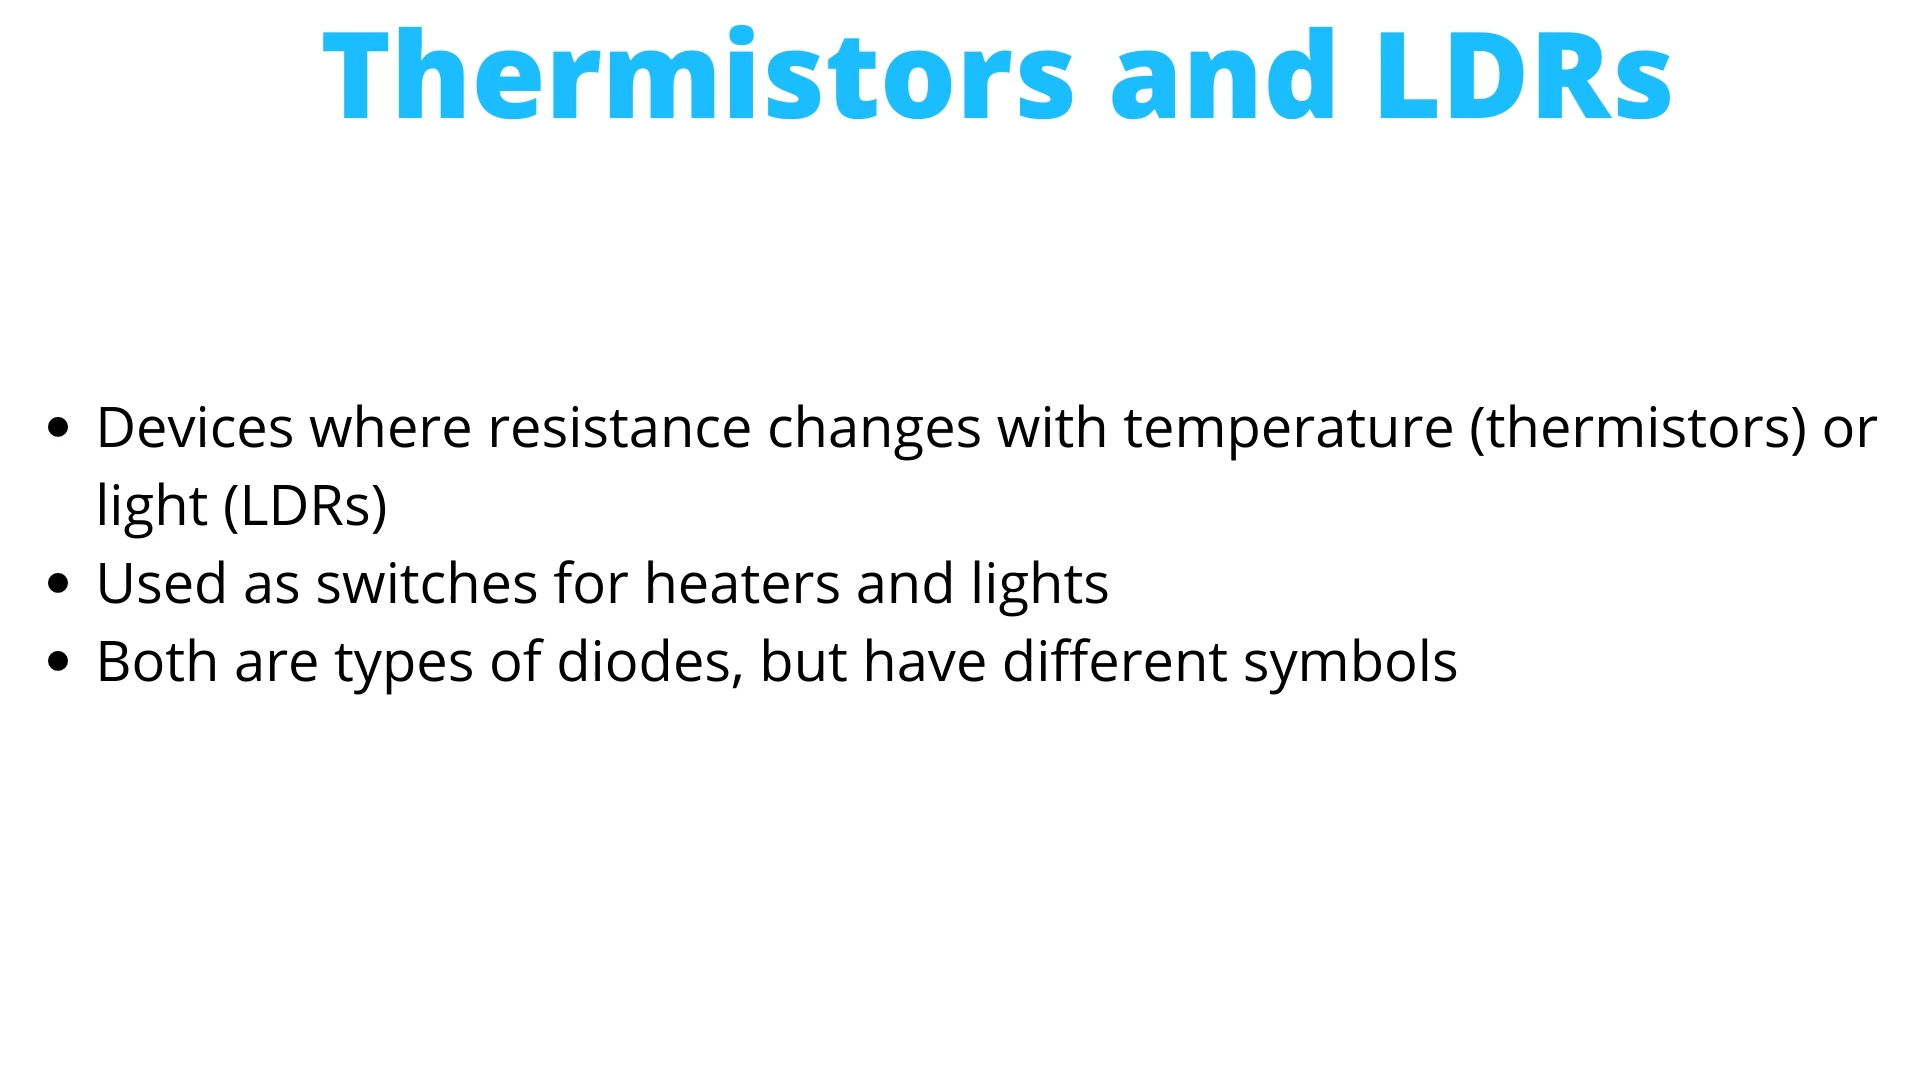 Thermistors and LDRs
• Devices where resistance changes with temperature (thermistors) or
light (LDRs)
• Used as switches for heaters and lights
• Both are types of diodes, but have different symbols